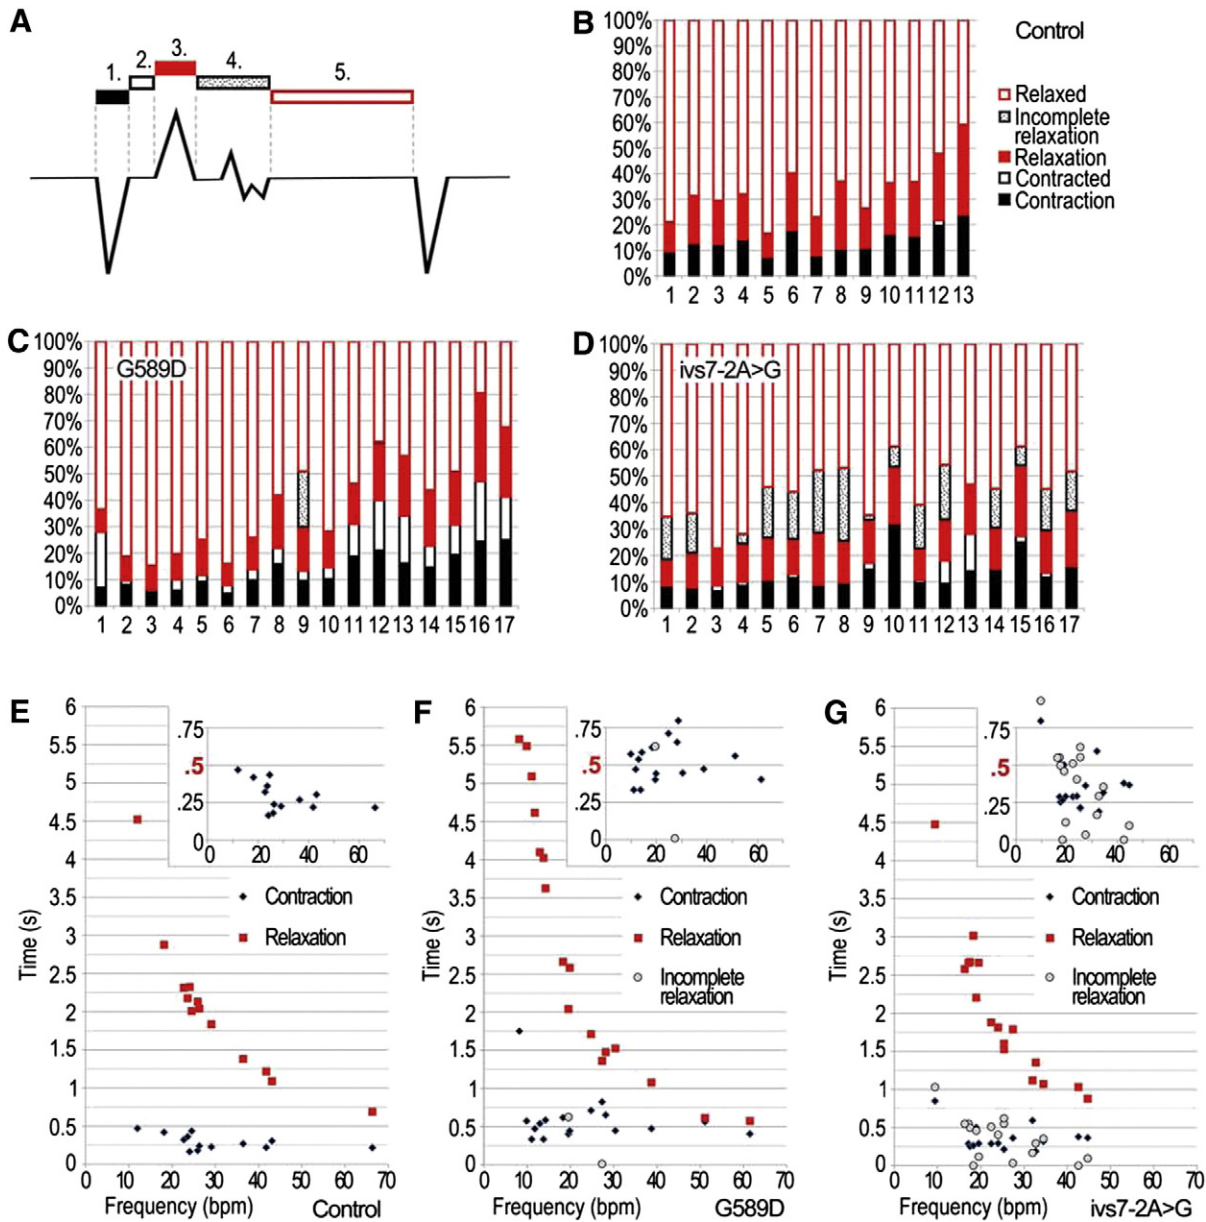 A
1.
2.
3.
4.
5.
B
100%
90%
80%
70%
60%
50%
40%
30%
20%
10%
0%
1 2 3 4 5 6 7 8 9 10 11 12 13
Control
Relaxed
Incomplete
relaxation
Relaxation
Contracted
Contraction
C
100%
90%
80%
70%
60%
50%
40%
30%
20%
10%
0%
G589D
1 2 3 4 5 6 7 8 9 10 11 12 13 14 15 16 17
D
100%
90%
80%
70%
60%
50%
40%
30%
20%
10%
0%
ivs7-2A>G
1 2 3 4 5 6 7 8 9 10 11 12 13 14 15 16 17
E
Time (s)
6
5.5
5
4.5
4
3.5
3
2.5
2
1.5
1
0.5
0
.75
.5
.25
0
0 20 40 60
Contraction
Relaxation
0 10 20 30 40 50 60 70
Frequency (bpm)
Control
F
Time (s)
6
5.5
5
4.5
4
3.5
3
2.5
2
1.5
1
0.5
0
.75
.5
.25
0
0 20 40 60
Contraction
Relaxation
Incomplete
relaxation
0 10 20 30 40 50 60 70
Frequency (bpm)
G589D
G
Time (s)
6
5.5
5
4.5
4
3.5
3
2.5
2
1.5
1
0.5
0
.75
.5
.25
0
0 20 40 60
Contraction
Relaxation
Incomplete
relaxation
0 10 20 30 40 50 60 70
Frequency (bpm)
ivs7-2A>G